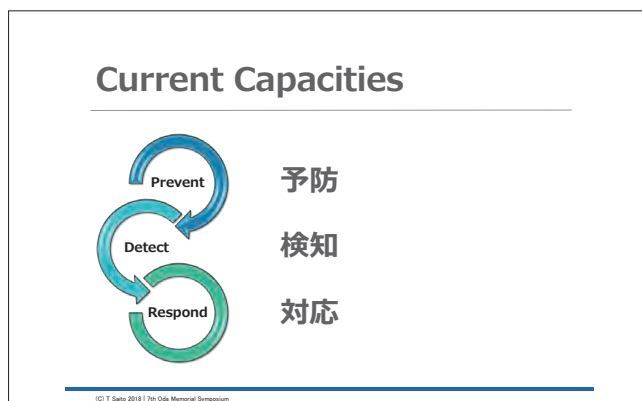 Current Capacities
Prevent
予防
Detect
検知
Respond
対応
(C) T Saito 2018 | 7th Oda Memorial Symposium